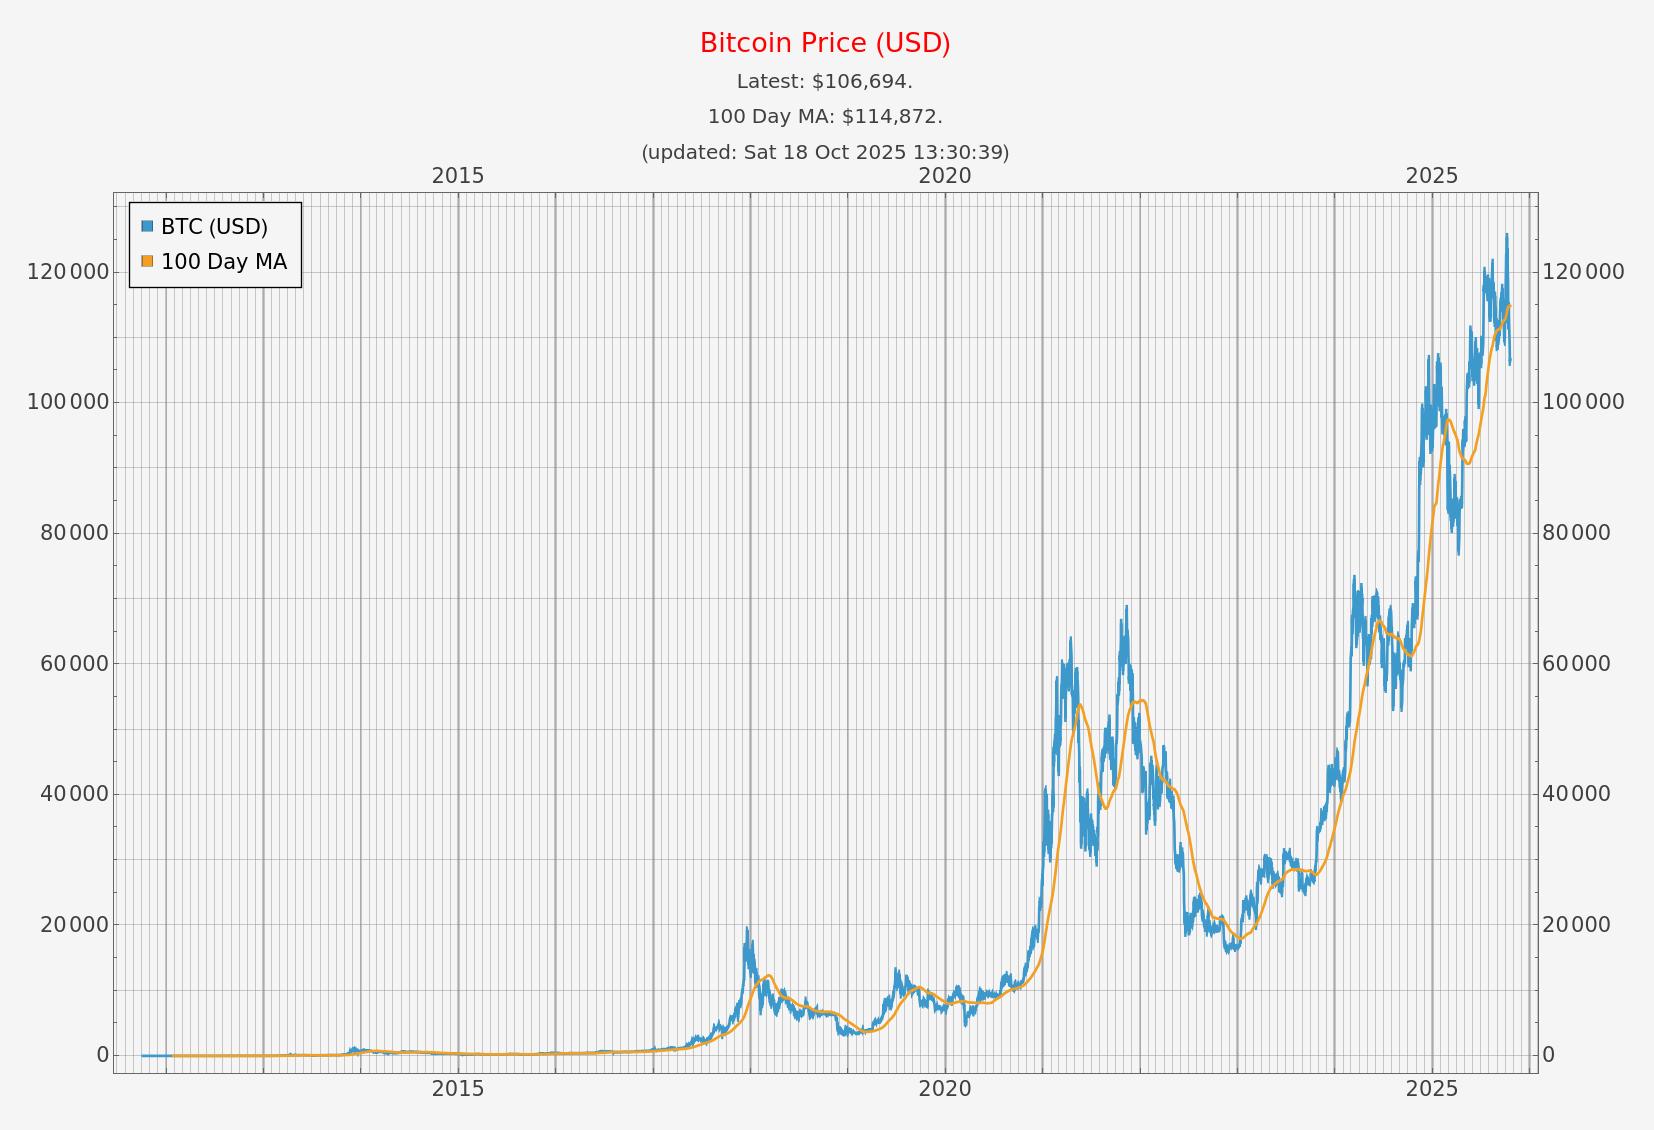 Bitcoin Price (USD)
Latest: $106,694.
100 Day MA: $114,872.
(updated: Sat 18 Oct 2025 13:30:39)
2015 2020 2025
BTC (USD)
100 Day MA
120 000 120 000
100 000 100 000
80 000 80 000
60 000 60 000
40 000 40 000
20 000 20 000
0 0
2015 2020 2025